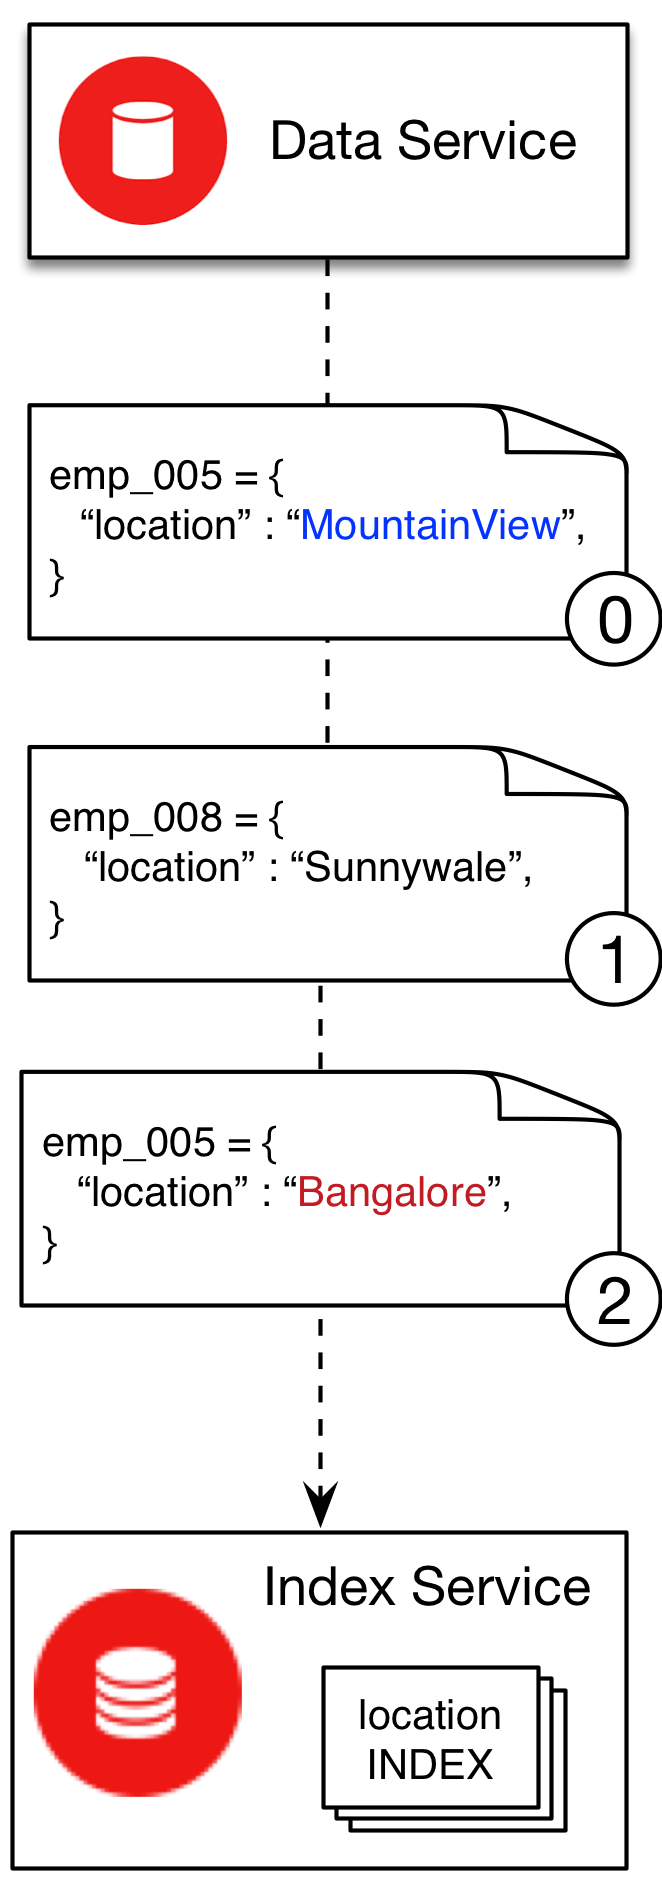 Data Service
emp_005 = {
“location” : “MountainView”,
}
0
emp_008 = {
“location” : “Sunnywale”,
}
1
emp_005 = {
“location” : “Bangalore”,
}
2
Index Service
location
INDEX